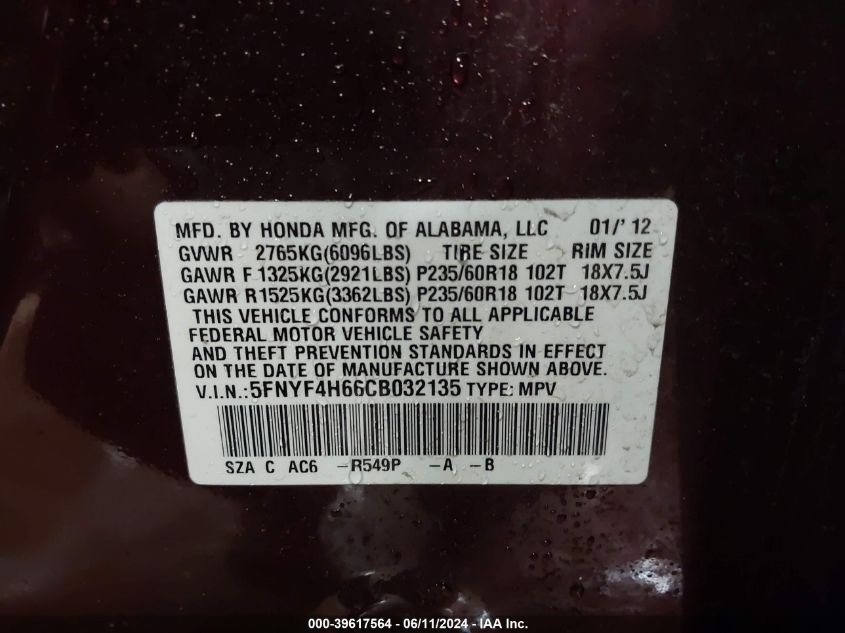 MFD. BY HONDA MFG. OF ALABAMA, LLC 01/' 12
GVWR 2765KG(6096LBS) TIRE SIZE RIM SIZE
GAWR F 1325KG(2921LBS) P235/60R18 102T 18X7.5J
GAWR R1525KG(3362LBS) P235/60R18 102T 18X7.5J
THIS VEHICLE CONFORMS TO ALL APPLICABLE
FEDERAL MOTOR VEHICLE SAFETY
AND THEFT PREVENTION STANDARDS IN EFFECT
ON THE DATE OF MANUFACTURE SHOWN ABOVE.
V.I.N.:5FNYF4H66CB032135 TYPE: MPV
SZA C AC6 -R549P -A -B
000-39617564 - 06/11/2024 - IAA Inc.